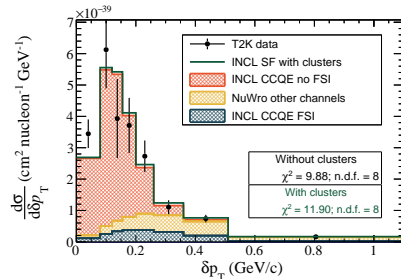 ×10⁻³⁹
7
6
5
4
3
2
1
0
dσ/dδp_T (cm² nucleon⁻¹ GeV⁻¹)
T2K data
INCL SF with clusters
INCL CCQE no FSI
NuWro other channels
INCL CCQE FSI
Without clusters
χ² = 9.88; n.d.f. = 8
With clusters
χ² = 11.90; n.d.f. = 8
0 0.2 0.4 0.6 0.8 1
δp_T (GeV/c)